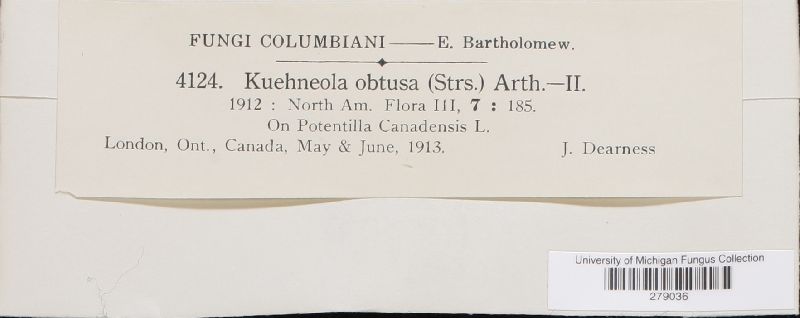 FUNGI COLUMBIANI——E. Bartholomew.
4124. Kuehneola obtusa (Strs.) Arth.—II.
1912 : North Am. Flora III, 7 : 185.
On Potentilla Canadensis L.
London, Ont., Canada, May & June, 1913. J. Dearness
University of Michigan Fungus Collection
279036